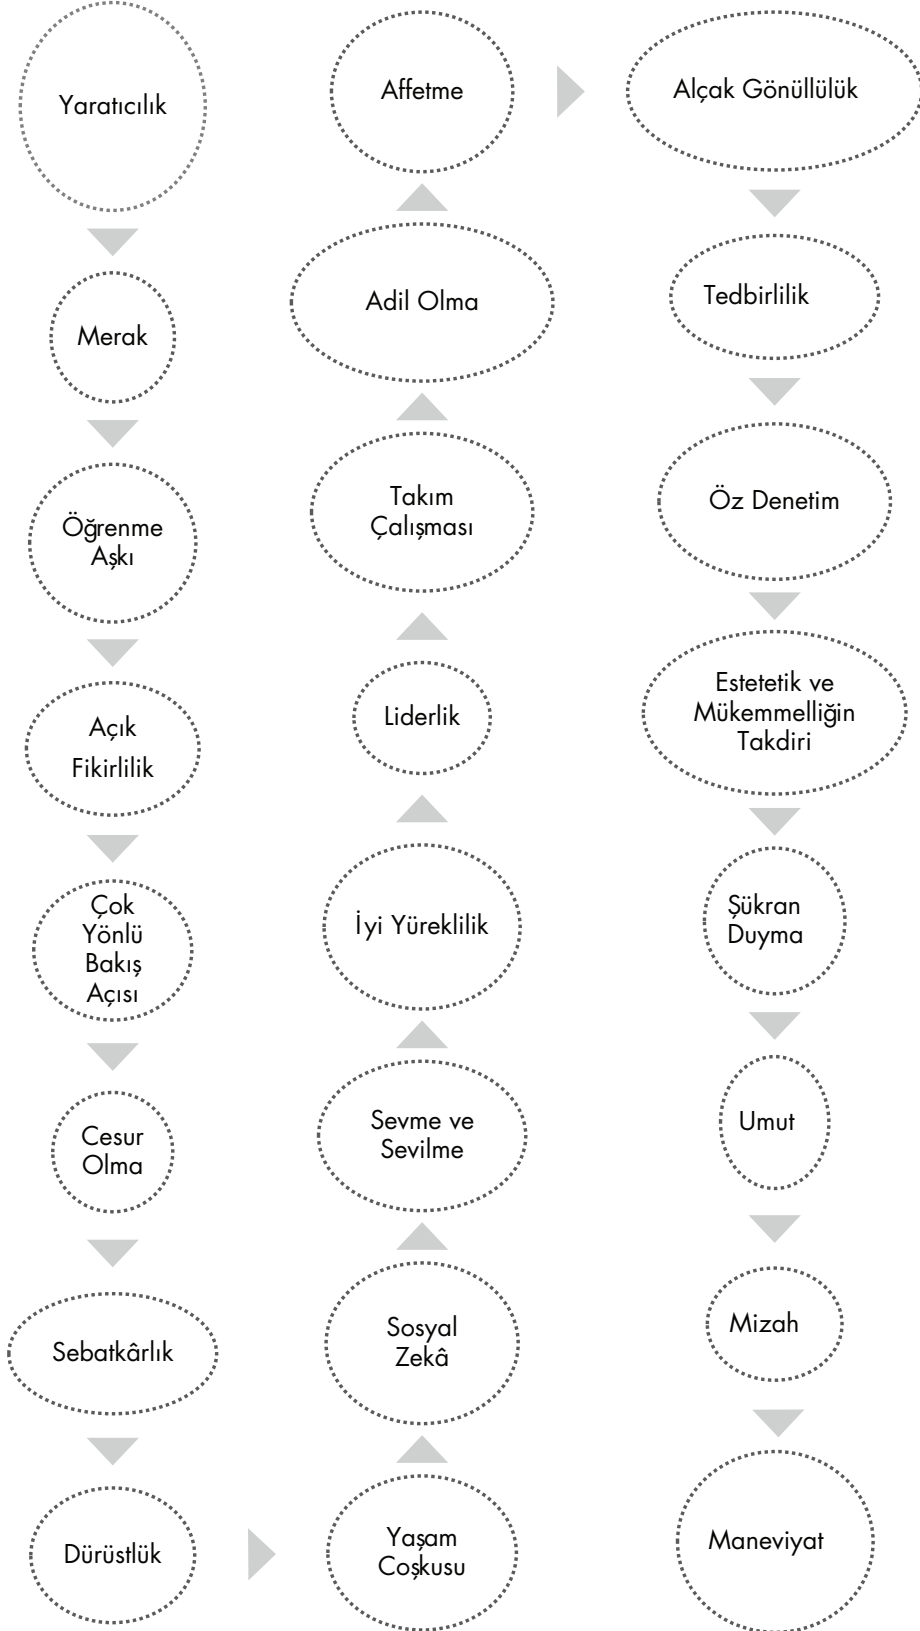 Yaratıcılık
Merak
Öğrenme
Aşkı
Açık
Fikirlilik
Çok
Yönlü
Bakış
Açısı
Cesur
Olma
Sebatkârlık
Dürüstlük
Yaşam
Coşkusu
Sosyal
Zekâ
Sevme ve
Sevilme
İyi Yüreklilik
Liderlik
Takım
Çalışması
Adil Olma
Affetme
Alçak Gönüllülük
Tedbirlilik
Öz Denetim
Estetetik ve
Mükemmelliğin
Takdiri
Şükran
Duyma
Umut
Mizah
Maneviyat